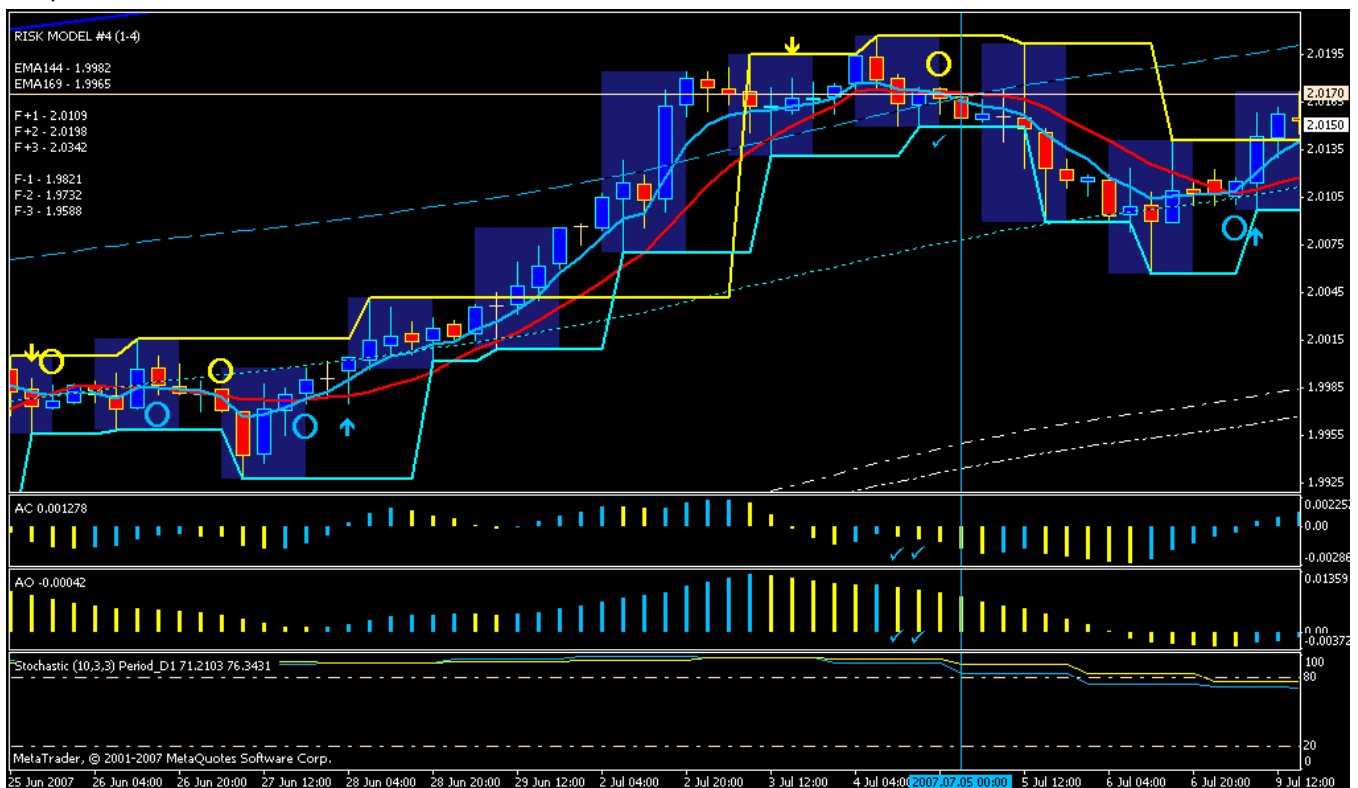 RISK MODEL #4 (1-4)
EMA144 - 1.9982
EMA169 - 1.9965
F+1 - 2.0109
F+2 - 2.0198
F+3 - 2.0342
F-1 - 1.9821
F-2 - 1.9732
F-3 - 1.9588
2.0195
2.0170
2.0165
2.0150
2.0135
2.0105
2.0075
2.0045
2.0015
1.9985
1.9955
1.9925
AC 0.001278
0.002252
0.00
-0.00286
AO -0.00042
0.01359
0.00
-0.00372
Stochastic (10,3,3) Period_D1 71.2103 76.3431
100
80
20
0
MetaTrader, © 2001-2007 MetaQuotes Software Corp.
25 Jun 2007 26 Jun 04:00 26 Jun 20:00 27 Jun 12:00 28 Jun 04:00 28 Jun 20:00 29 Jun 12:00 2 Jul 04:00 2 Jul 20:00 3 Jul 12:00 4 Jul 04:00 2007.07.05 00:00 5 Jul 12:00 6 Jul 04:00 6 Jul 20:00 9 Jul 12:00